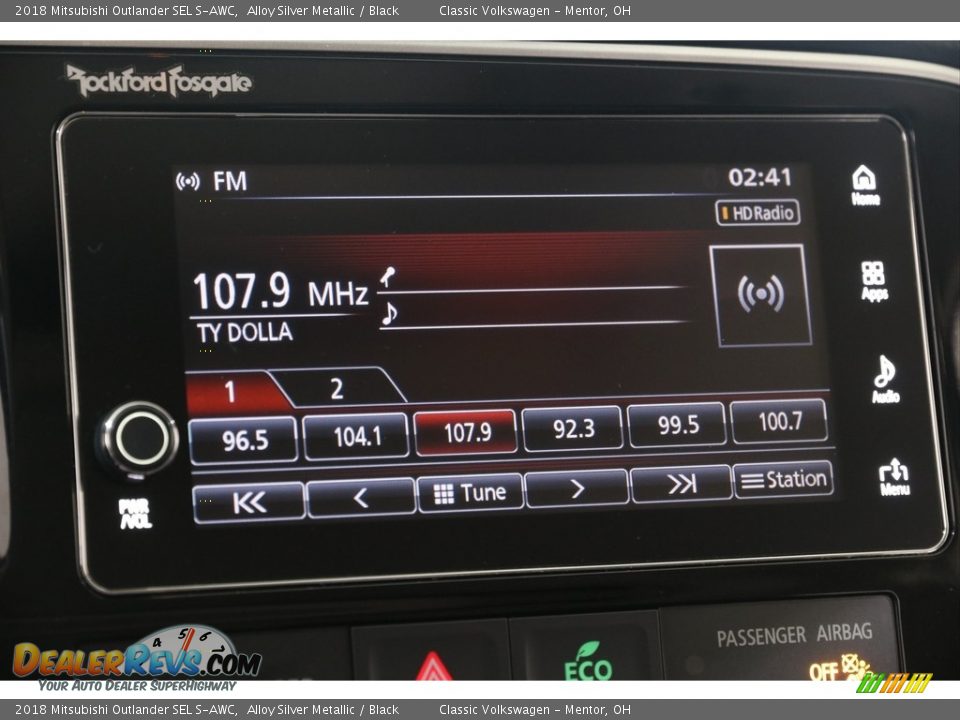 2018 Mitsubishi Outlander SEL S-AWC, Alloy Silver Metallic / Black Classic Volkswagen - Mentor, OH
Rockford Fosgate
FM
02:41
HD Radio
Home
107.9 MHz
TY DOLLA
Apps
1 2
Audio
96.5 104.1 107.9 92.3 99.5 100.7
Tune
Station
Menu
PWR
/VOL
PASSENGER AIRBAG
ECO
OFF
4 5 6
DEALERREVS.COM
YOUR AUTO DEALER SUPERHIGHWAY
2018 Mitsubishi Outlander SEL S-AWC, Alloy Silver Metallic / Black Classic Volkswagen - Mentor, OH